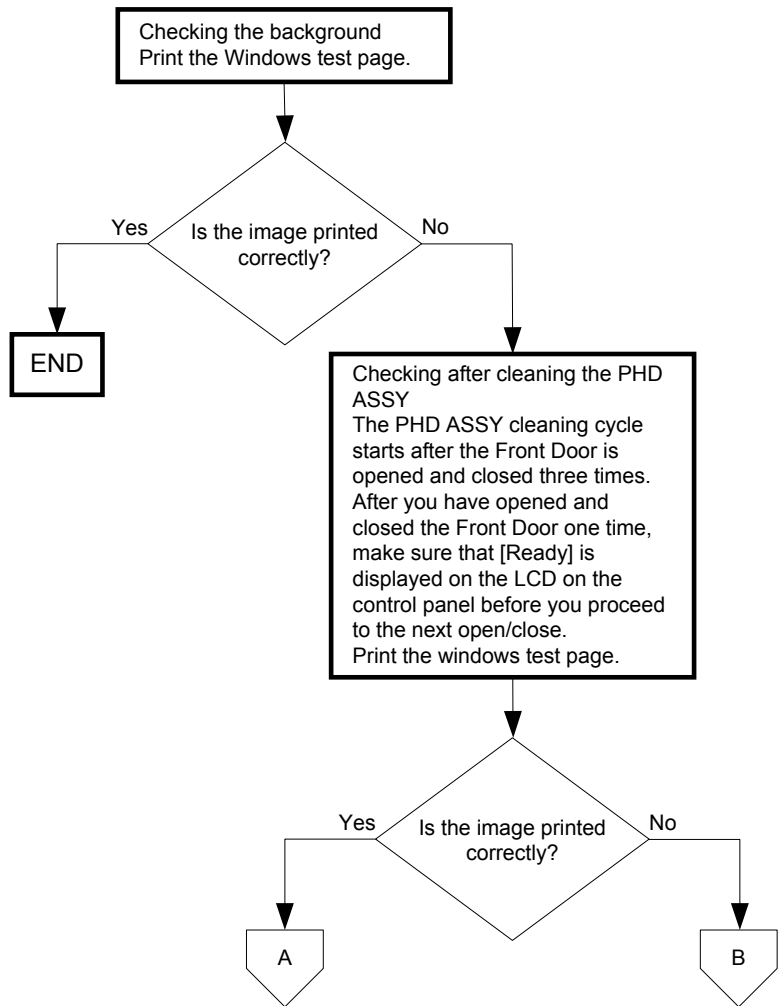 Checking the background
Print the Windows test page.
Is the image printed
correctly?
Yes
No
END
Checking after cleaning the PHD
ASSY
The PHD ASSY cleaning cycle
starts after the Front Door is
opened and closed three times.
After you have opened and
closed the Front Door one time,
make sure that [Ready] is
displayed on the LCD on the
control panel before you proceed
to the next open/close.
Print the windows test page.
Is the image printed
correctly?
Yes
No
A
B